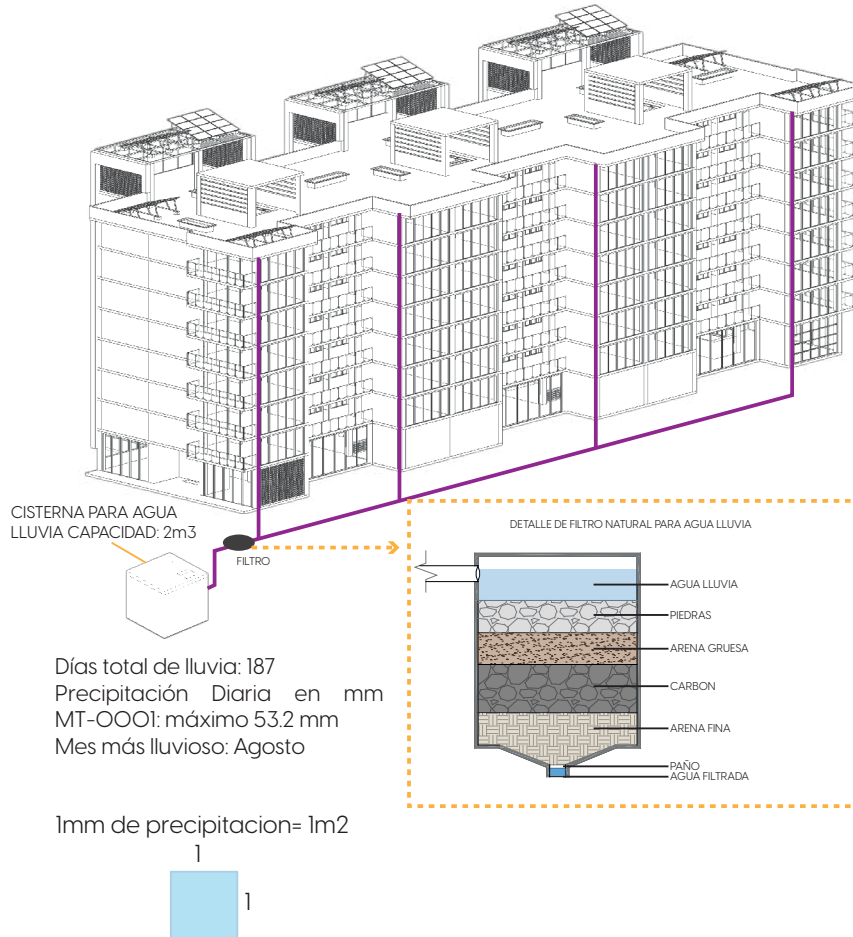 CISTERNA PARA AGUA
LLUVIA CAPACIDAD: 2m3
FILTRO
DETALLE DE FILTRO NATURAL PARA AGUA LLUVIA
AGUA LLUVIA
PIEDRAS
ARENA GRUESA
CARBON
ARENA FINA
PAÑO
AGUA FILTRADA
Días total de lluvia: 187
Precipitación Diaria en mm
MT-OOO1: máximo 53.2 mm
Mes más lluvioso: Agosto
1mm de precipitacion= 1m2
1
1